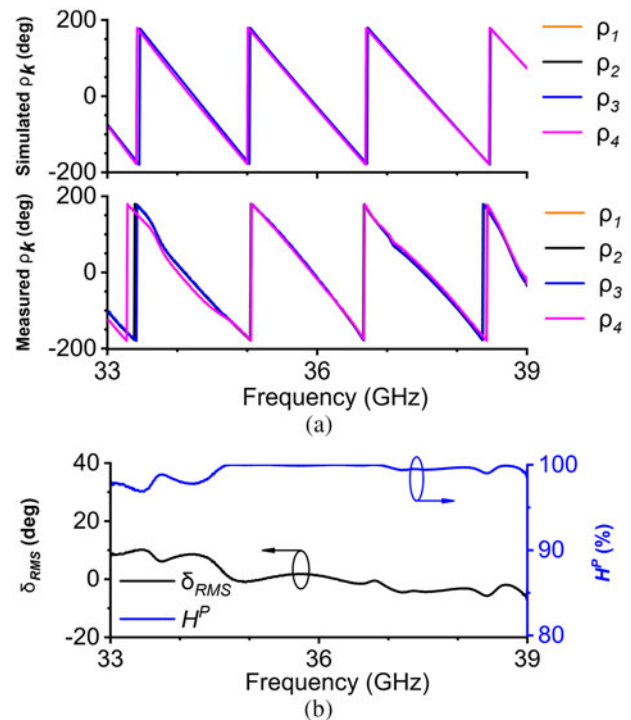 Simulated ρk (deg)
200
0
-200
ρ1
ρ2
ρ3
ρ4
Measured ρk (deg)
200
0
-200
ρ1
ρ2
ρ3
ρ4
33 36 39
Frequency (GHz)
(a)
δRMS (deg)
40
20
0
-20
δRMS
HP
100
90
80
HP (%)
33 36 39
Frequency (GHz)
(b)